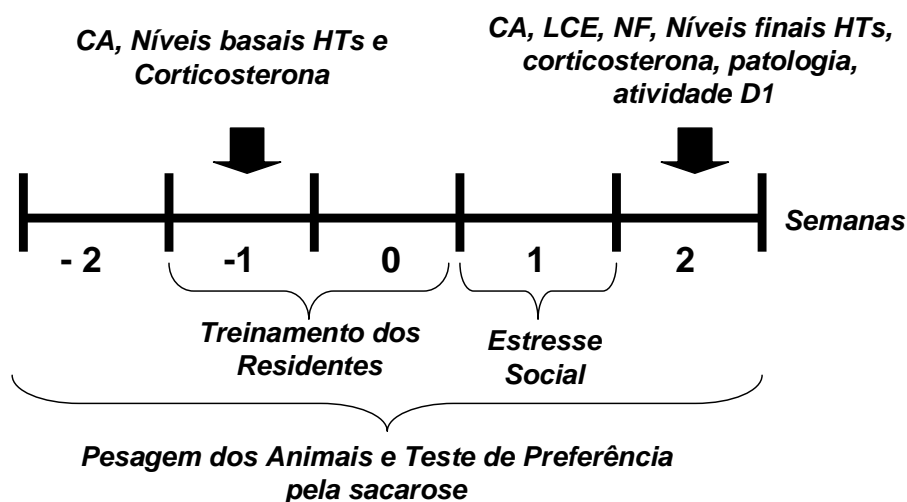 CA, Níveis basais HTs e
Corticosterona
CA, LCE, NF, Níveis finais HTs,
corticosterona, patologia,
atividade D1
Semanas
- 2 -1 0 1 2
Treinamento dos
Residentes
Estresse
Social
Pesagem dos Animais e Teste de Preferência
pela sacarose